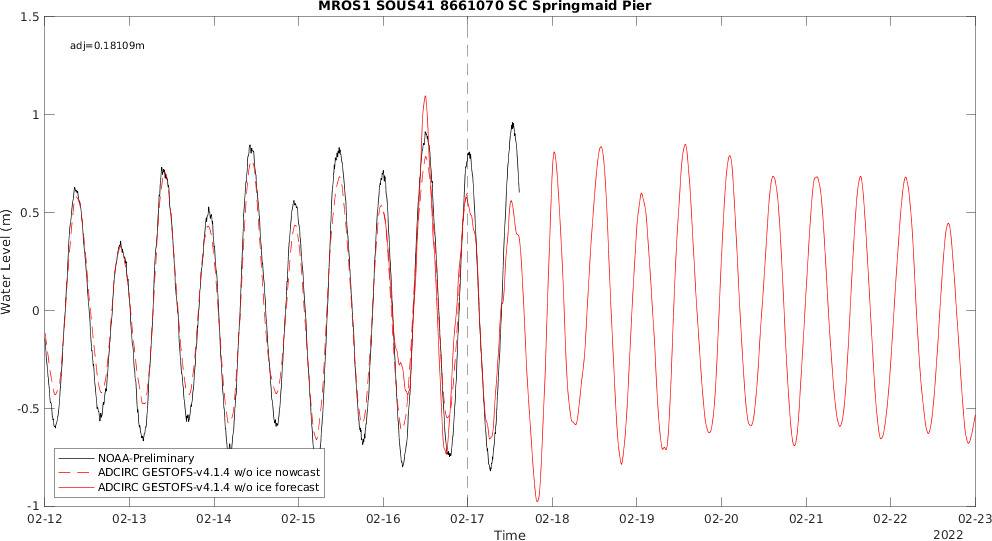 MROS1 SOUS41 8661070 SC Springmaid Pier
1.5
adj=0.18109m
1
0.5
0
-0.5
-1
Water Level (m)
NOAA-Preliminary
ADCIRC GESTOFS-v4.1.4 w/o ice nowcast
ADCIRC GESTOFS-v4.1.4 w/o ice forecast
02-12 02-13 02-14 02-15 02-16 02-17 02-18 02-19 02-20 02-21 02-22 02-23
Time
2022